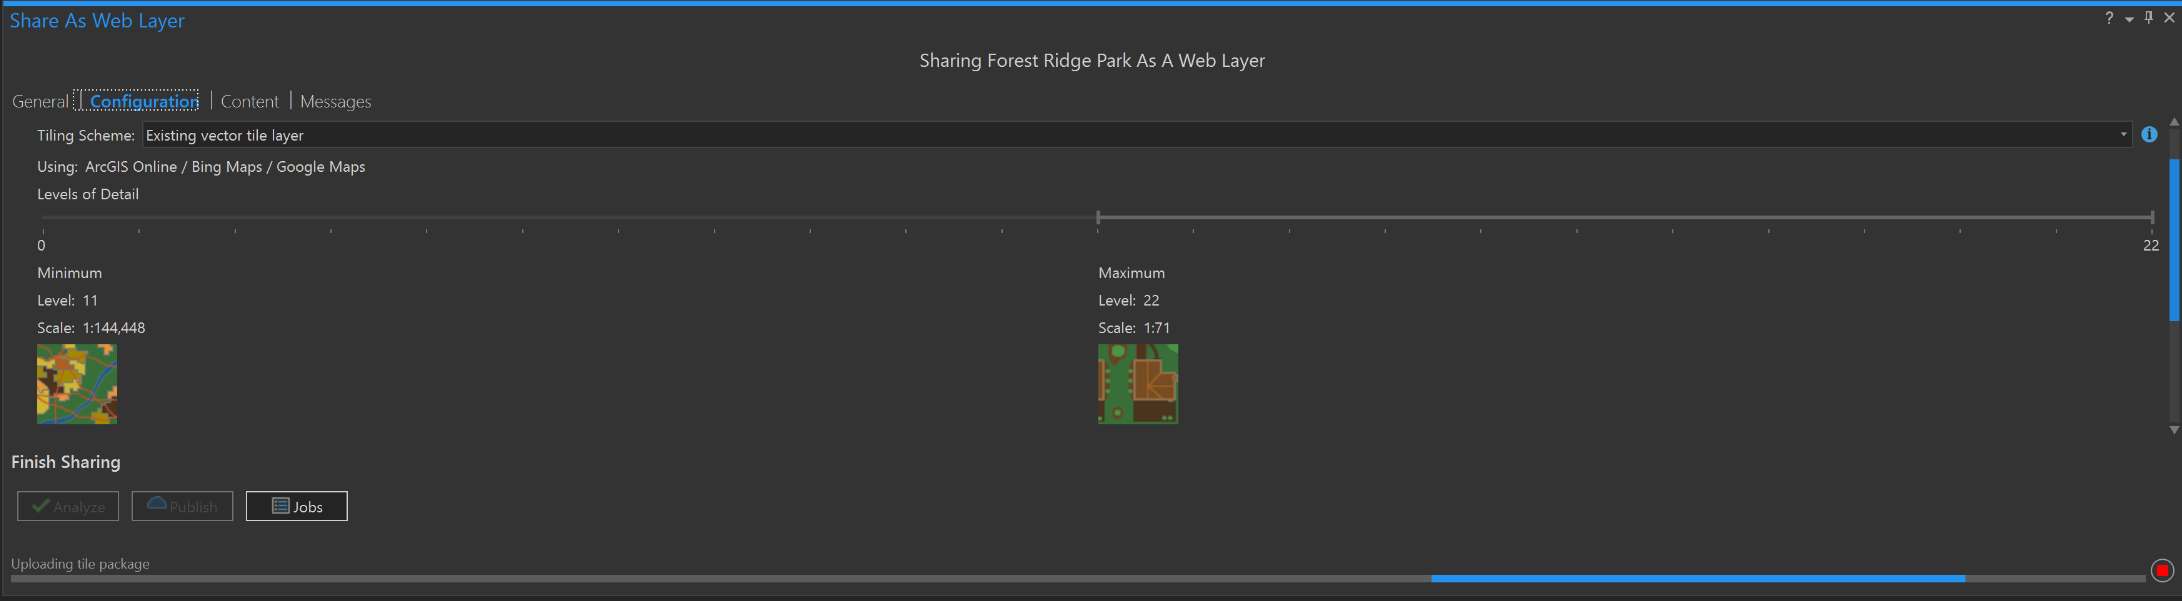 Share As Web Layer
?
Sharing Forest Ridge Park As A Web Layer
General | Configuration | Content | Messages
Tiling Scheme: Existing vector tile layer
Using: ArcGIS Online / Bing Maps / Google Maps
Levels of Detail
0 22
Minimum Maximum
Level: 11 Level: 22
Scale: 1:144,448 Scale: 1:71
Finish Sharing
Analyze Publish Jobs
Uploading tile package